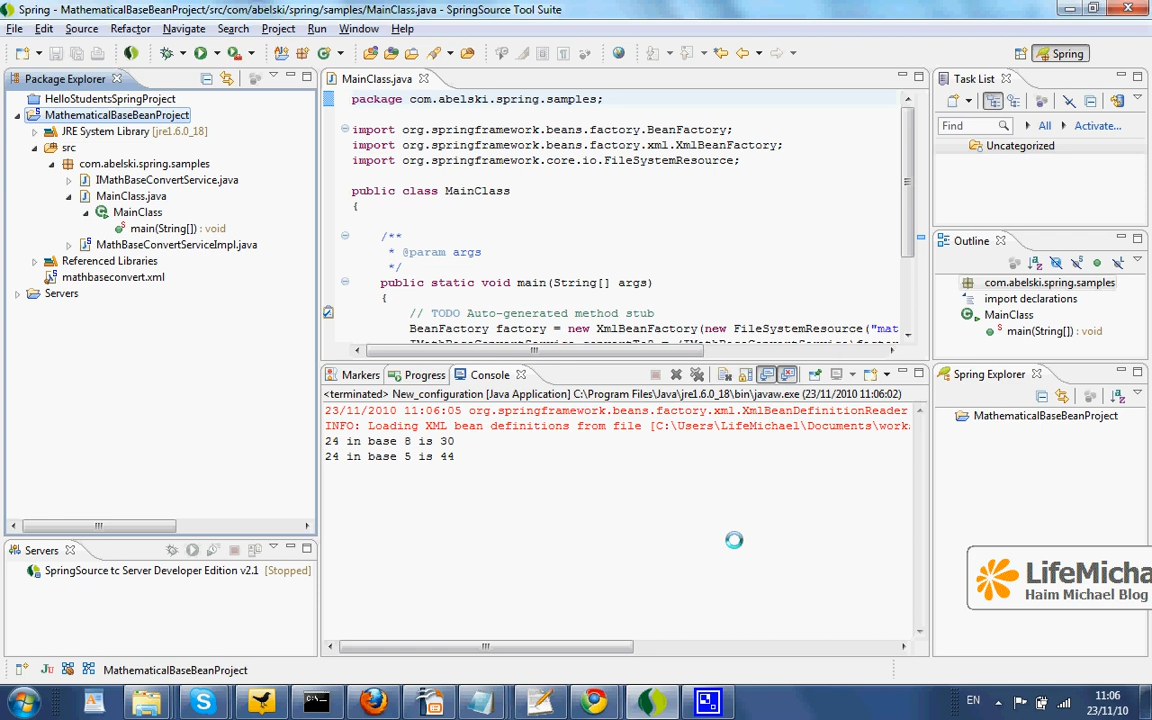 Spring - MathematicalBaseBeanProject/src/com/abelski/spring/samples/MainClass.java - SpringSource Tool Suite
File Edit Source Refactor Navigate Search Project Run Window Help
Spring
Package Explorer
HelloStudentsSpringProject
MathematicalBaseBeanProject
JRE System Library [jre1.6.0_18]
src
com.abelski.spring.samples
IMathBaseConvertService.java
MainClass.java
MainClass
main(String[]) : void
MathBaseConvertServiceImpl.java
Referenced Libraries
mathbaseconvert.xml
Servers
MainClass.java
package com.abelski.spring.samples;
import org.springframework.beans.factory.BeanFactory;
import org.springframework.beans.factory.xml.XmlBeanFactory;
import org.springframework.core.io.FileSystemResource;
public class MainClass
{
/**
* @param args
*/
public static void main(String[] args)
{
// TODO Auto-generated method stub
BeanFactory factory = new XmlBeanFactory(new FileSystemResource("mat
Task List
Find All Activate...
Uncategorized
Outline
com.abelski.spring.samples
import declarations
MainClass
main(String[]) : void
Markers Progress Console
<terminated> New_configuration [Java Application] C:\Program Files\Java\jre1.6.0_18\bin\javaw.exe (23/11/2010 11:06:02)
23/11/2010 11:06:05 org.springframework.beans.factory.xml.XmlBeanDefinitionReader
INFO: Loading XML bean definitions from file [C:\Users\LifeMichael\Documents\work
24 in base 8 is 30
24 in base 5 is 44
Spring Explorer
MathematicalBaseBeanProject
Servers
SpringSource tc Server Developer Edition v2.1 [Stopped]
LifeMicha
Haim Michael Blog
Ju MathematicalBaseBeanProject
EN
11:06
23/11/10